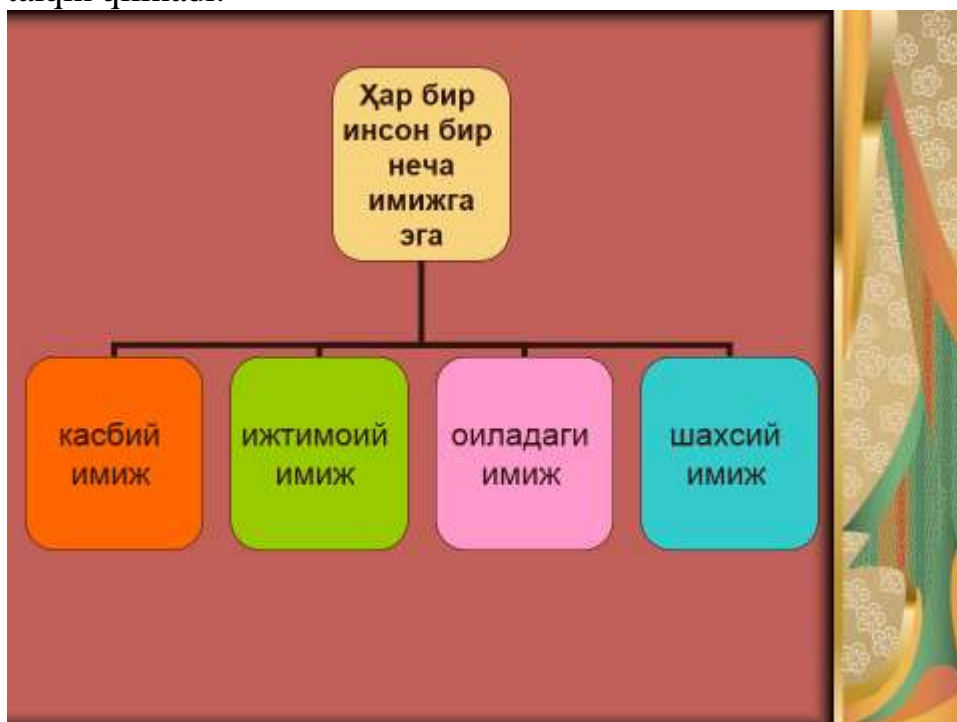 Ҳар бир
инсон бир
неча
имижга
эга
касбий
имиж
ижтимоий
имиж
оиладаги
имиж
шахсий
имиж